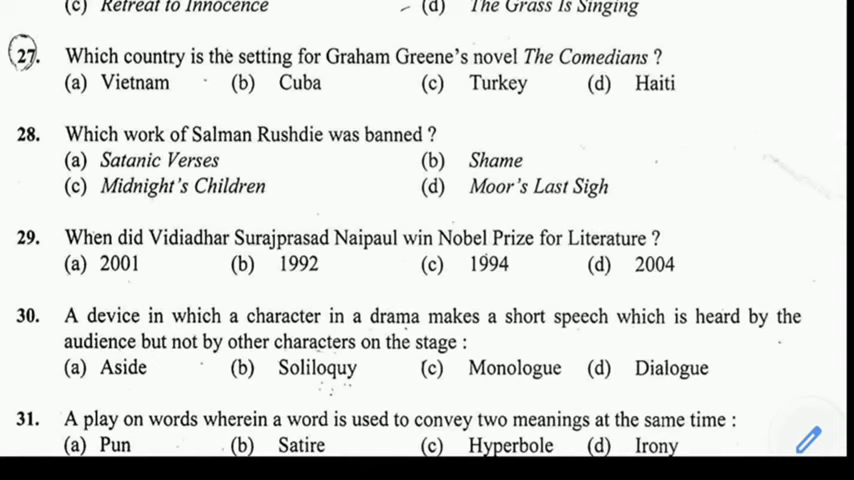 (c) Retreat to Innocence (d) The Grass Is Singing
27. Which country is the setting for Graham Greene's novel The Comedians ?
(a) Vietnam (b) Cuba (c) Turkey (d) Haiti
28. Which work of Salman Rushdie was banned ?
(a) Satanic Verses (b) Shame
(c) Midnight's Children (d) Moor's Last Sigh
29. When did Vidiadhar Surajprasad Naipaul win Nobel Prize for Literature ?
(a) 2001 (b) 1992 (c) 1994 (d) 2004
30. A device in which a character in a drama makes a short speech which is heard by the
audience but not by other characters on the stage :
(a) Aside (b) Soliloquy (c) Monologue (d) Dialogue
31. A play on words wherein a word is used to convey two meanings at the same time :
(a) Pun (b) Satire (c) Hyperbole (d) Irony